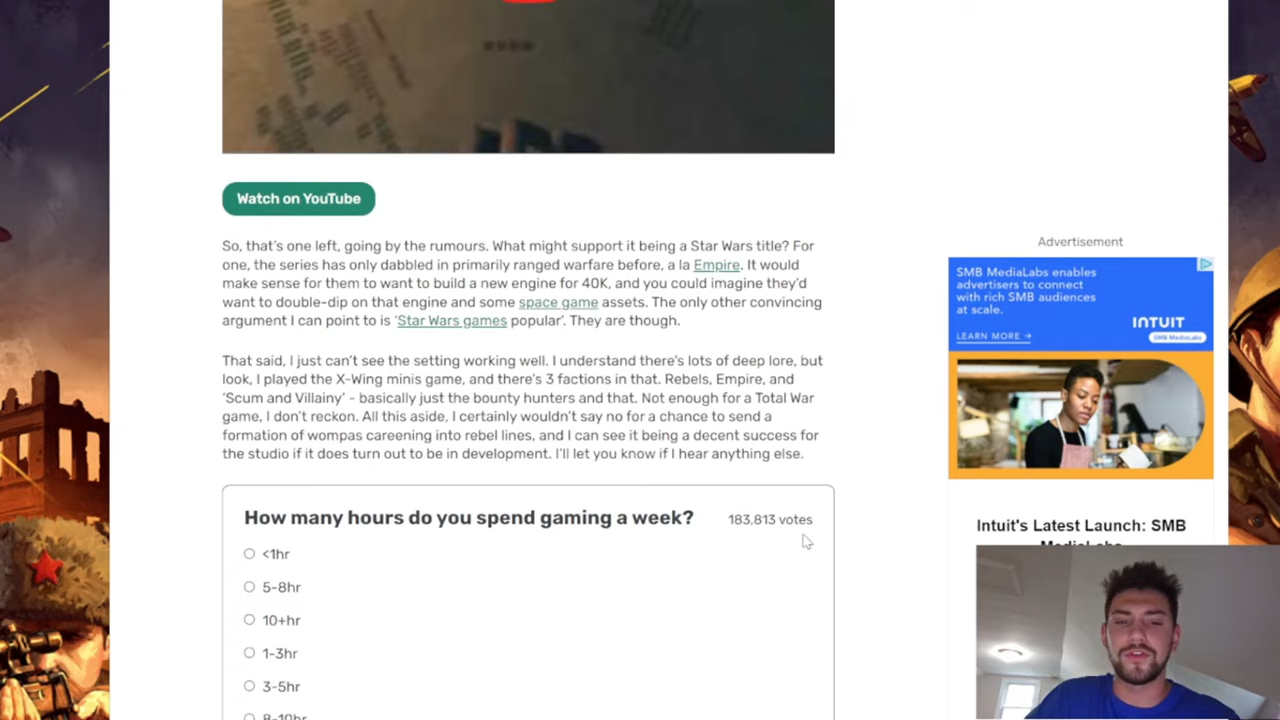 Watch on YouTube
So, that's one left, going by the rumours. What might support it being a Star Wars title? For
one, the series has only dabbled in primarily ranged warfare before, a la Empire. It would
make sense for them to want to build a new engine for 40K, and you could imagine they'd
want to double-dip on that engine and some space game assets. The only other convincing
argument I can point to is 'Star Wars games popular'. They are though.
That said, I just can't see the setting working well. I understand there's lots of deep lore, but
look, I played the X-Wing minis game, and there's 3 factions in that. Rebels, Empire, and
'Scum and Villainy' - basically just the bounty hunters and that. Not enough for a Total War
game, I don't reckon. All this aside, I certainly wouldn't say no for a chance to send a
formation of wompas careening into rebel lines, and I can see it being a decent success for
the studio if it does turn out to be in development. I'll let you know if I hear anything else.
How many hours do you spend gaming a week?
183,813 votes
<1hr
5-8hr
10+hr
1-3hr
3-5hr
8-10hr
Advertisement
SMB MediaLabs enables
advertisers to connect
with rich SMB audiences
at scale.
LEARN MORE →
INTUIT
SMB MediaLabs
Intuit's Latest Launch: SMB
MediaLabs